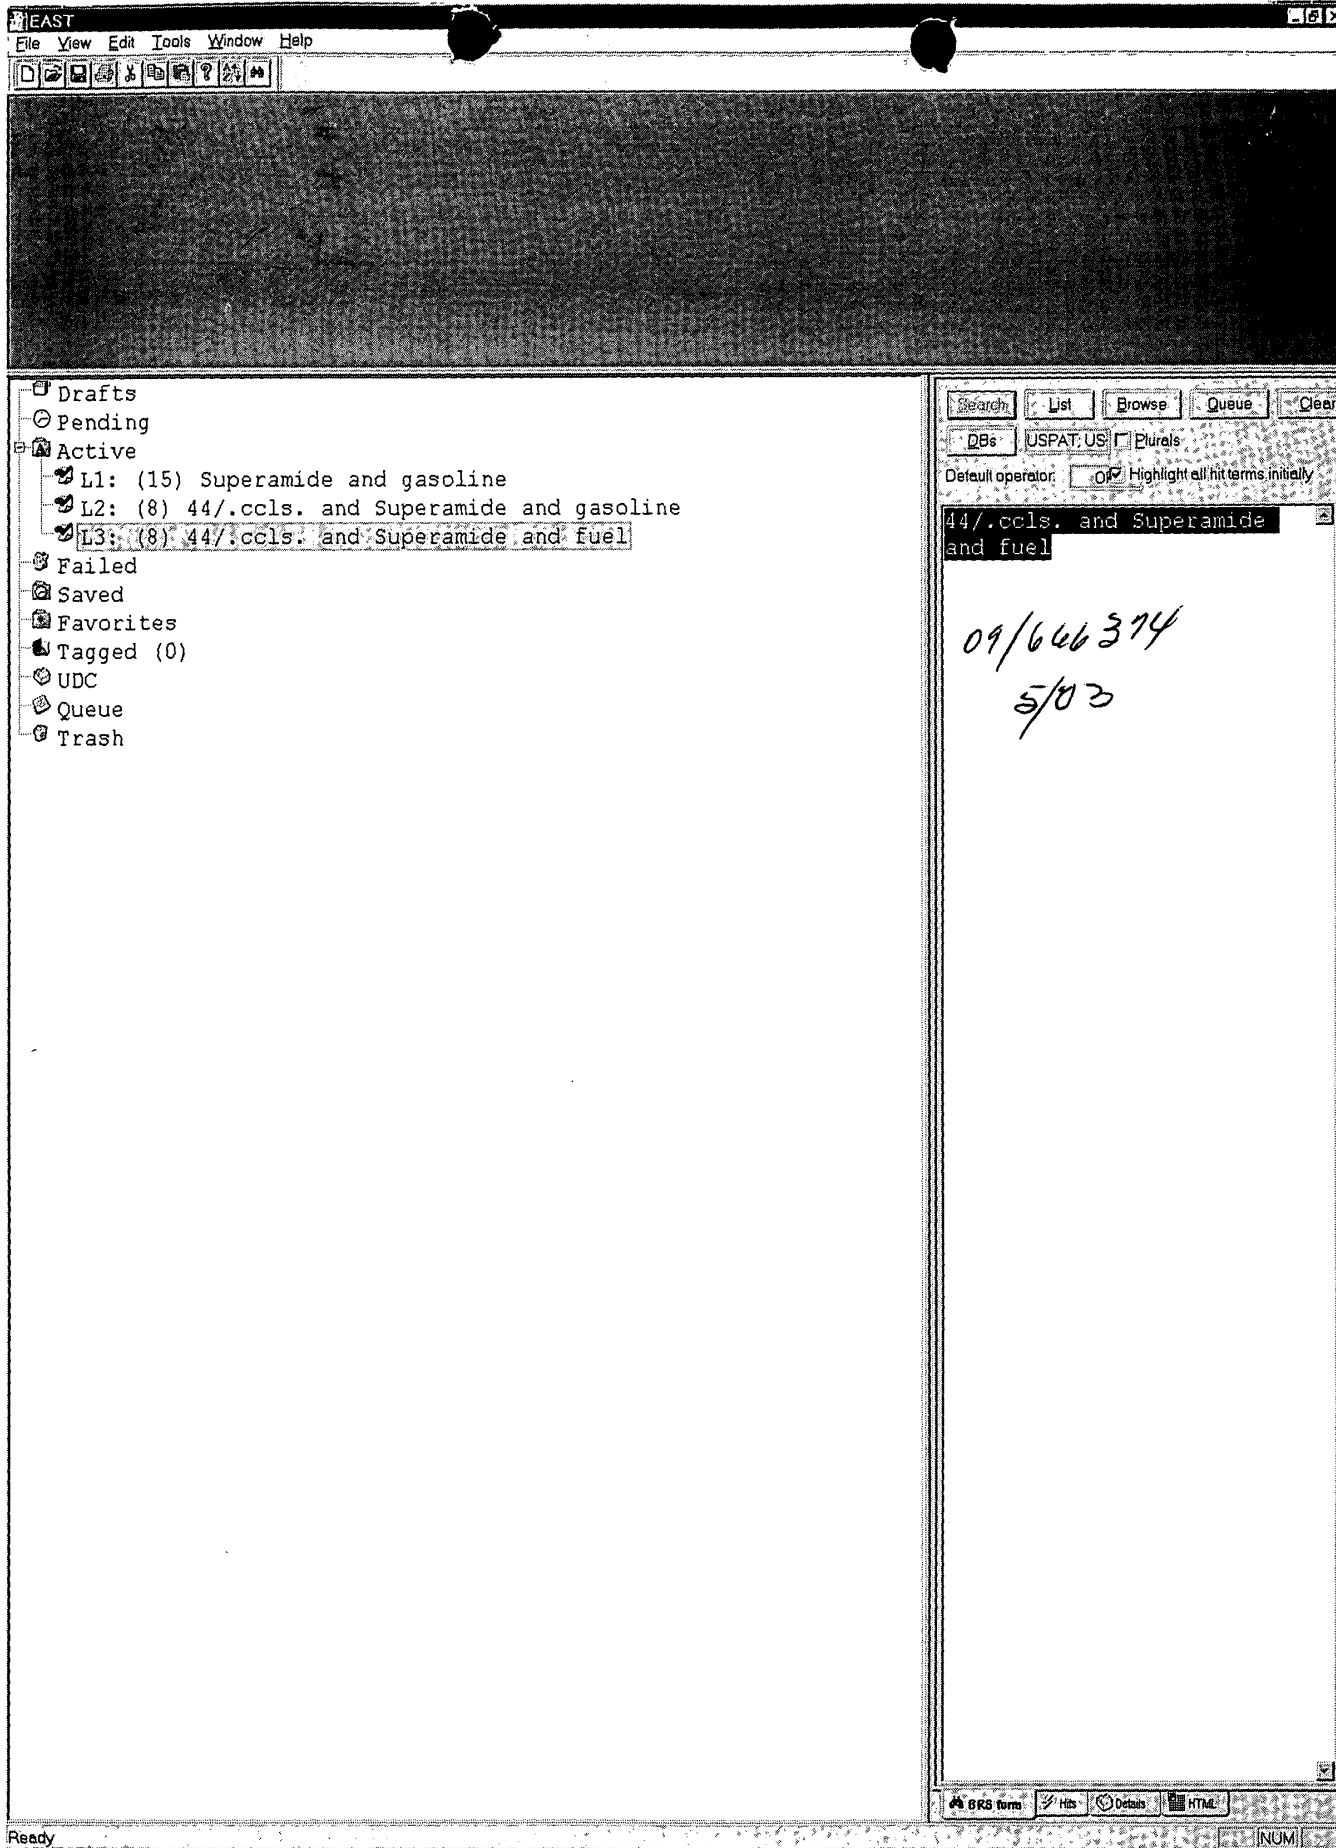 EAST
File View Edit Tools Window Help
Drafts
Pending
Active
L1: (15) Superamide and gasoline
L2: (8) 44/.ccls. and Superamide and gasoline
L3: (8) 44/.ccls. and Superamide and fuel
Failed
Saved
Favorites
Tagged (0)
UDC
Queue
Trash
Search List Browse Queue Clear
DBs USPAT; US Plurals
Default operator: OR Highlight all hit terms initially
44/.ccls. and Superamide
and fuel
09/646374
5/03
BRS form Hits Details HTML
Ready NUM